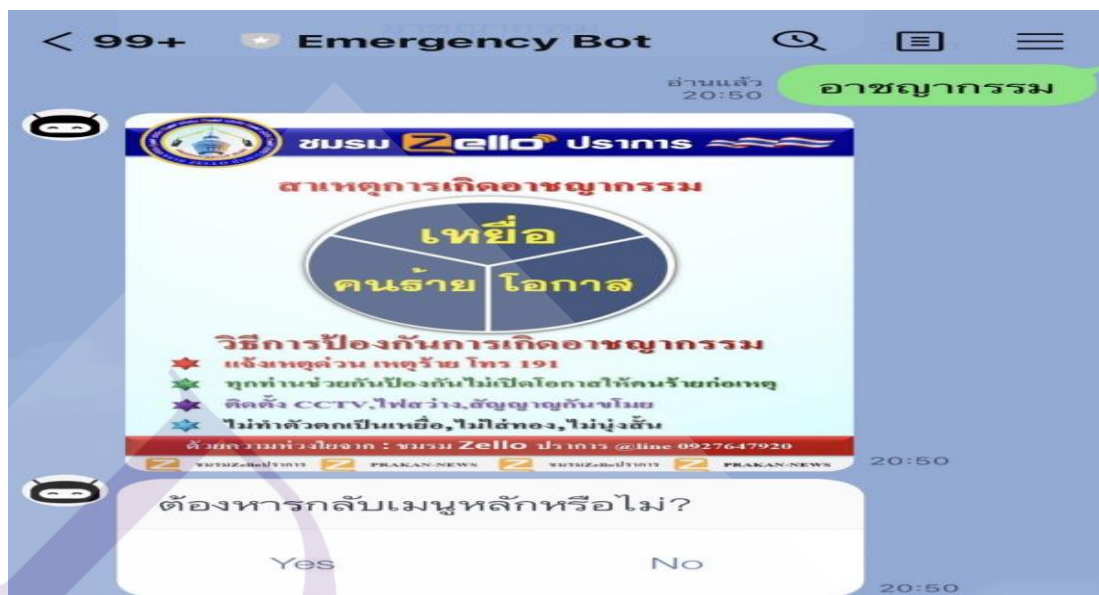 99+ Emergency Bot
อ่านแล้ว
20:50
อาชญากรรม
ชมรม Zello ปราการ
สาเหตุการเกิดอาชญากรรม
เหยื่อ
คนร้าย โอกาส
วิธีการป้องกันการเกิดอาชญากรรม
แจ้งเหตุด่วน เหตุร้าย โทร 191
ทุกท่านช่วยกันป้องกันไม่เปิดโอกาสให้คนร้ายก่อเหตุ
ติดตั้ง CCTV,ไฟสว่าง,สัญญาณกันขโมย
ไม่ทำตัวตกเป็นเหยื่อ,ไม่ใส่ทอง,ไม่นุ่งสั้น
ด้วยความห่วงใยจาก : ชมรม Zello ปราการ @line 0927647920
Z ชมรมZelloปราการ Z PRAKAN-NEWS Z ชมรมZelloปราการ Z PRAKAN-NEWS
20:50
ต้องหารกลับเมนูหลักหรือไม่?
Yes No
20:50